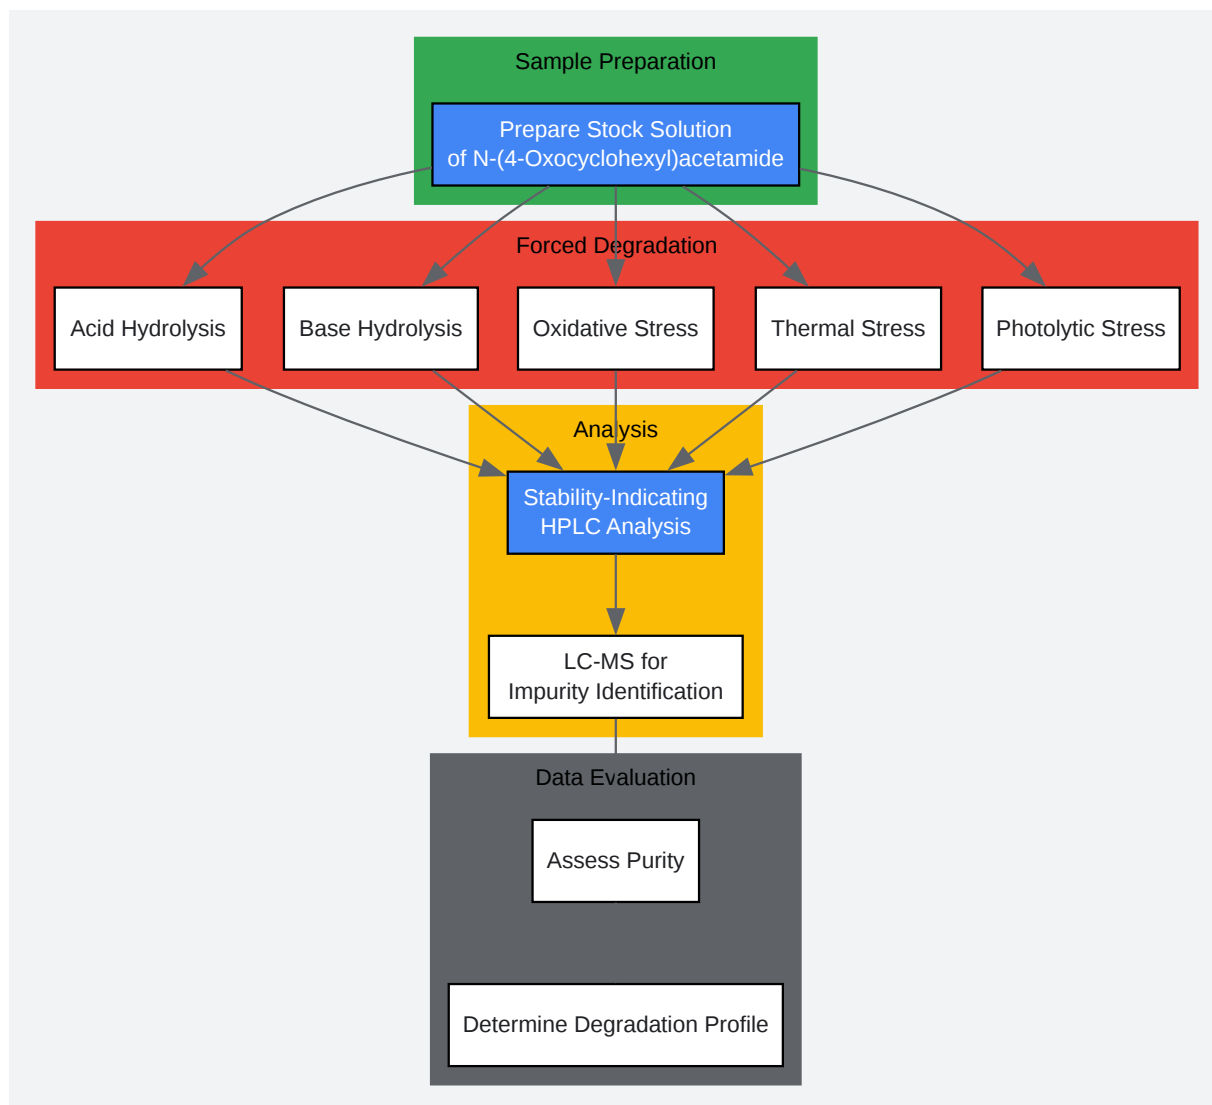 Sample Preparation
Prepare Stock Solution
of N-(4-Oxocyclohexyl)acetamide
Forced Degradation
Acid Hydrolysis
Base Hydrolysis
Oxidative Stress
Thermal Stress
Photolytic Stress
Analysis
Stability-Indicating
HPLC Analysis
LC-MS for
Impurity Identification
Data Evaluation
Assess Purity
Determine Degradation Profile